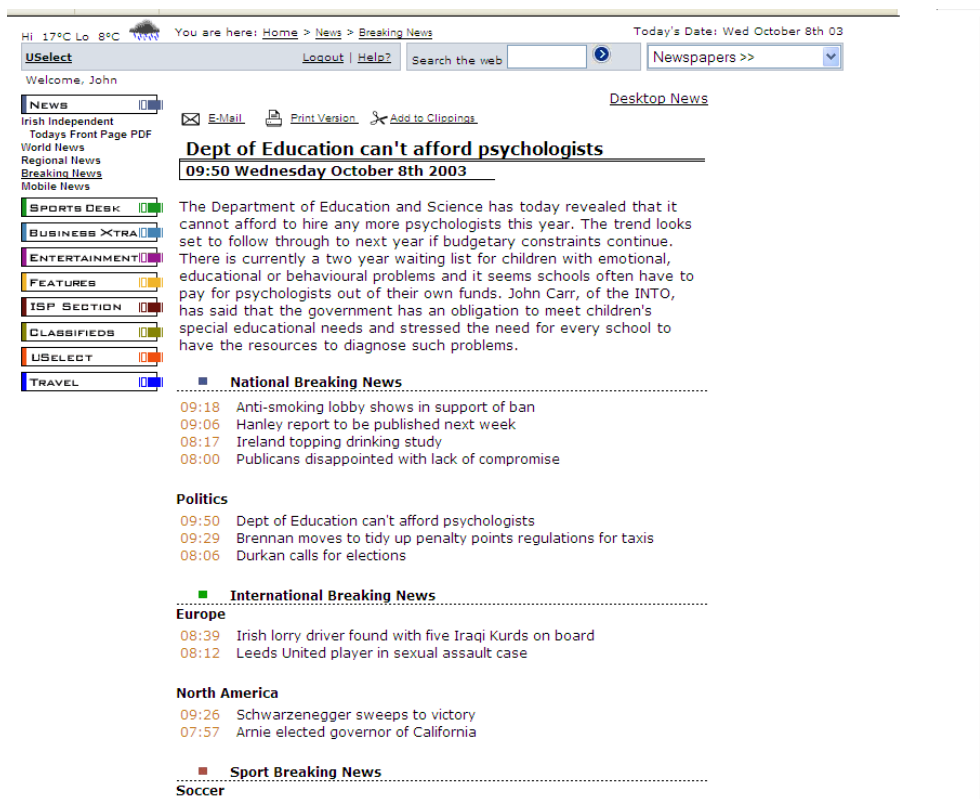 Hi 17ºC Lo 8ºC
You are here: Home > News > Breaking News
Today's Date: Wed October 8th 03
USelect
Logout | Help?
Search the web
Newspapers >>
Welcome, John
News
Irish Independent
Todays Front Page PDF
World News
Regional News
Breaking News
Mobile News
Sports Desk
Business Xtra
Entertainment
Features
ISP Section
Classifieds
USelect
Travel
Desktop News
E-Mail
Print Version
Add to Clippings
Dept of Education can't afford psychologists
09:50 Wednesday October 8th 2003
The Department of Education and Science has today revealed that it
cannot afford to hire any more psychologists this year. The trend looks
set to follow through to next year if budgetary constraints continue.
There is currently a two year waiting list for children with emotional,
educational or behavioural problems and it seems schools often have to
pay for psychologists out of their own funds. John Carr, of the INTO,
has said that the government has an obligation to meet children's
special educational needs and stressed the need for every school to
have the resources to diagnose such problems.
National Breaking News
09:18 Anti-smoking lobby shows in support of ban
09:06 Hanley report to be published next week
08:17 Ireland topping drinking study
08:00 Publicans disappointed with lack of compromise
Politics
09:50 Dept of Education can't afford psychologists
09:29 Brennan moves to tidy up penalty points regulations for taxis
08:06 Durkan calls for elections
International Breaking News
Europe
08:39 Irish lorry driver found with five Iraqi Kurds on board
08:12 Leeds United player in sexual assault case
North America
09:26 Schwarzenegger sweeps to victory
07:57 Arnie elected governor of California
Sport Breaking News
Soccer